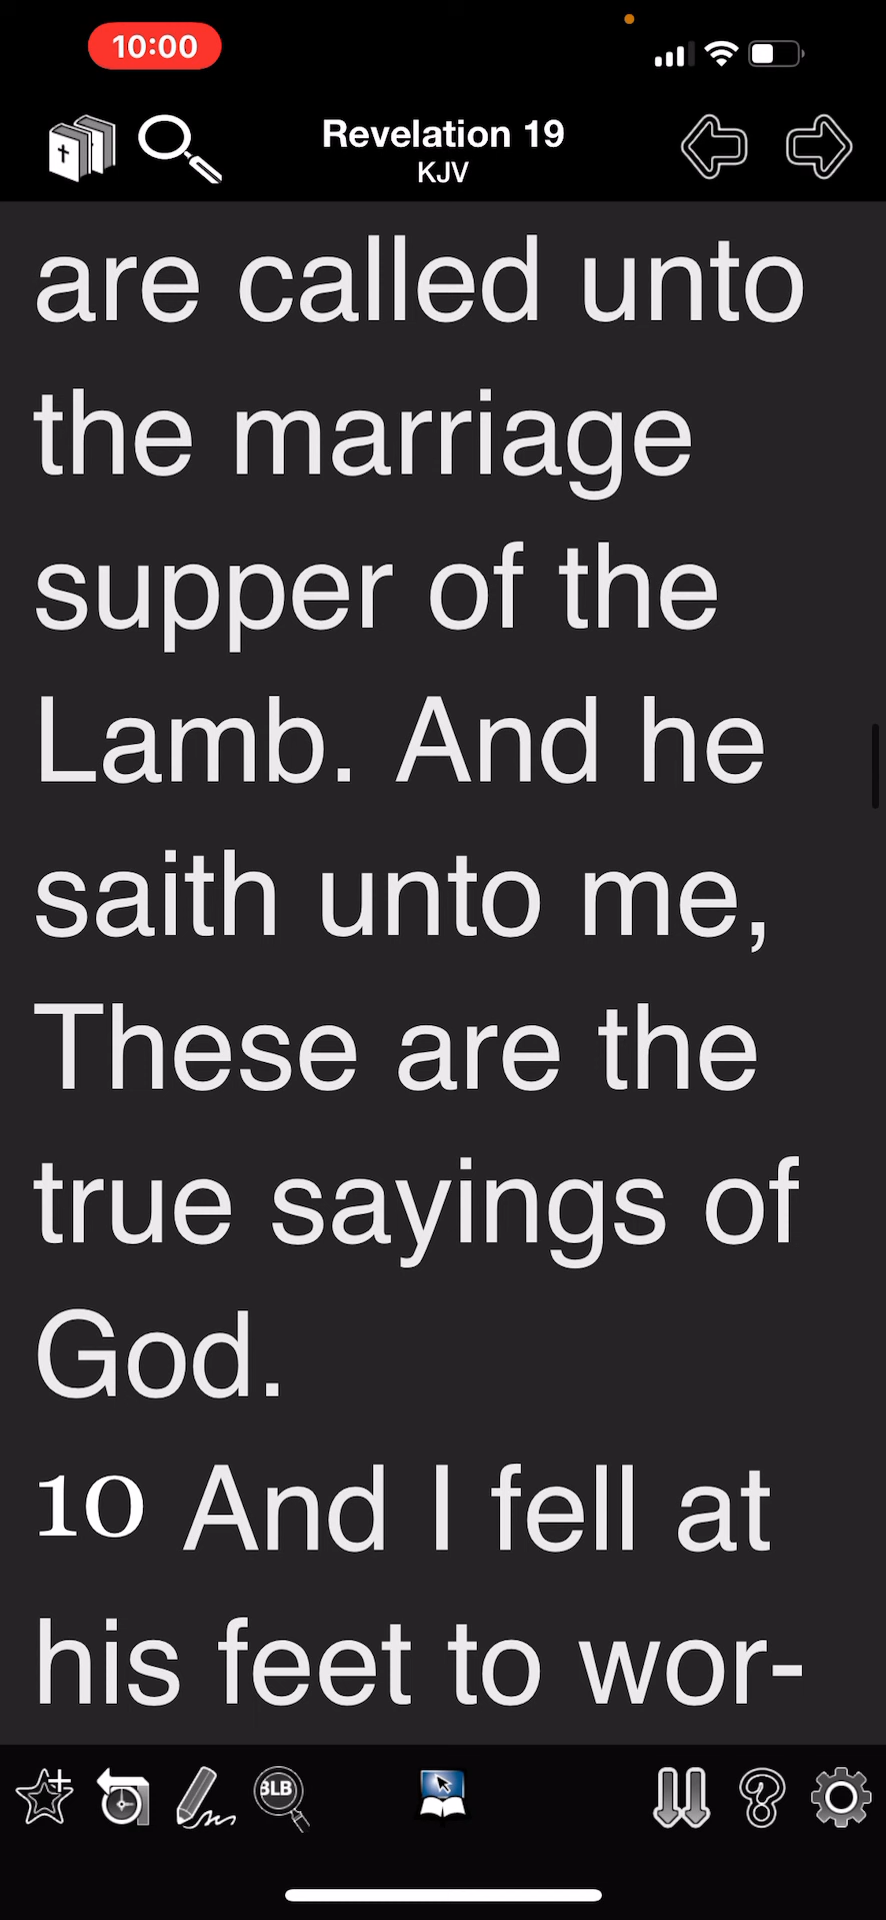 10:00
Revelation 19
KJV
are called unto
the marriage
supper of the
Lamb. And he
saith unto me,
These are the
true sayings of
God.
10 And I fell at
his feet to wor-
BLB